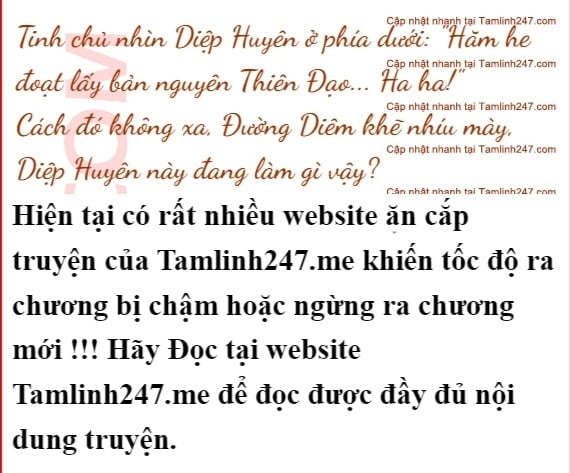 Cập nhật nhanh tại Tamlinh247.com
Tinh chủ nhìn Diệp Huyên ở phía dưới: "Hăm he
Cập nhật nhanh tại Tamlinh247.com
đoạt lấy bản nguyên Thiên Đạo... Ha ha!"
Cập nhật nhanh tại Tamlinh247.com
Cách đó không xa, Đường Diêm khẽ nhíu mày,
Cập nhật nhanh tại Tamlinh247.com
Diệp Huyên này đang làm gì vậy?
Cập nhật nhanh tại Tamlinh247.com
.COM
Hiện tại có rất nhiều website ăn cắp
truyện của Tamlinh247.me khiến tốc độ ra
chương bị chậm hoặc ngừng ra chương
mới !!! Hãy Đọc tại website
Tamlinh247.me để đọc được đầy đủ nội
dung truyện.